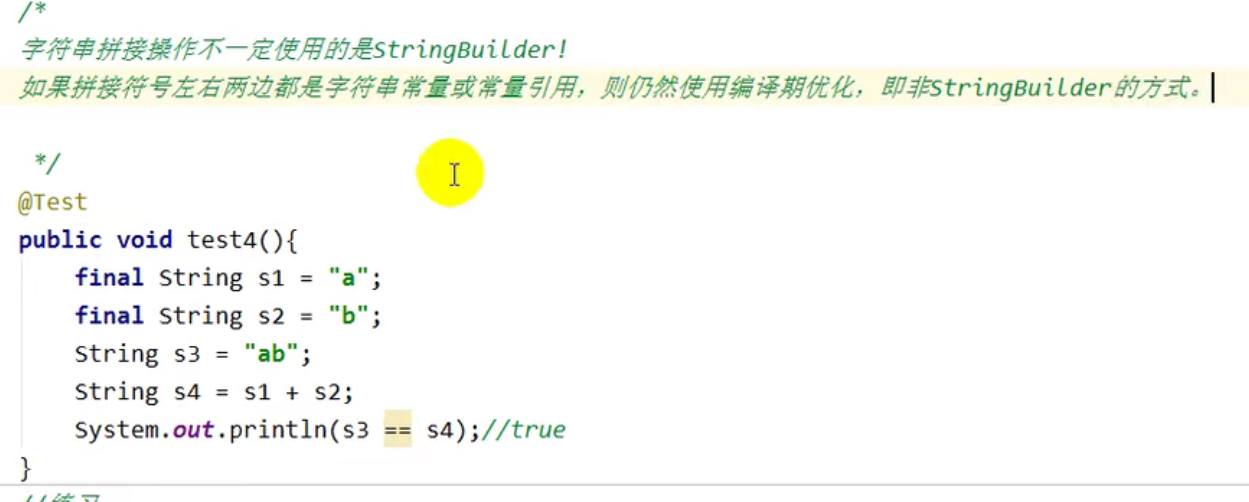 /*
字符串拼接操作不一定使用的是StringBuilder!
如果拼接符号左右两边都是字符串常量或常量引用，则仍然使用编译期优化，即非StringBuilder的方式。
*/
@Test
public void test4(){
final String s1 = "a";
final String s2 = "b";
String s3 = "ab";
String s4 = s1 + s2;
System.out.println(s3 == s4);//true
}
//练习